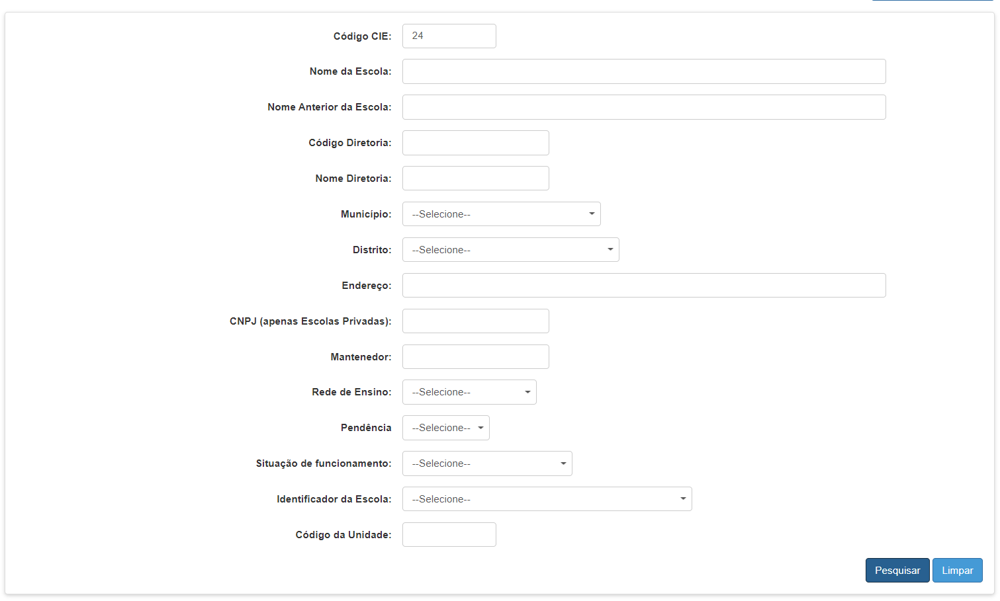 Código CIE: 24
Nome da Escola:
Nome Anterior da Escola:
Código Diretoria:
Nome Diretoria:
Município: --Selecione--
Distrito: --Selecione--
Endereço:
CNPJ (apenas Escolas Privadas):
Mantenedor:
Rede de Ensino: --Selecione--
Pendência --Selecione--
Situação de funcionamento: --Selecione--
Identificador da Escola: --Selecione--
Código da Unidade:
Pesquisar Limpar